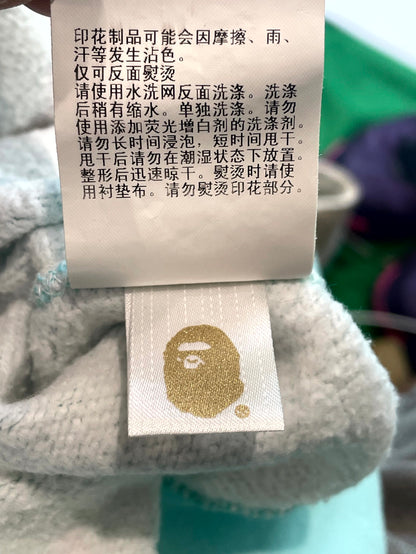 印花制品可能会因摩擦、雨、
汗等发生沾色。
仅可反面熨烫
请使用水洗网反面洗涤。洗涤
后稍有缩水。单独洗涤。请勿
使用添加荧光增白剂的洗涤剂。
请勿长时间浸泡，短时间甩干。
甩干后请勿在潮湿状态下放置。
整形后迅速晾干。熨烫时请使
用衬垫布。请勿熨烫印花部分。